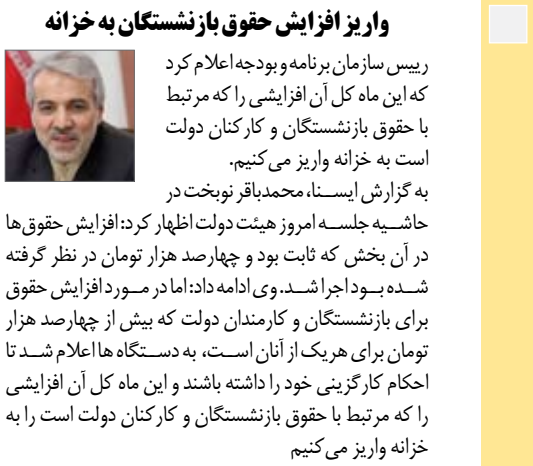 واریز افزایش حقوق بازنشستگان به خزانه
رییس سازمان برنامه و بودجه اعلام کرد
که این ماه کل آن افزایشی را که مرتبط
با حقوق بازنشستگان و کارکنان دولت
است به خزانه واریز می‌کنیم.
به گزارش ایسنا، محمدباقر نوبخت در
حاشیه جلسه امروز هیئت دولت اظهار کرد: افزایش حقوق‌ها
در آن بخش که ثابت بود و چهارصد هزار تومان در نظر گرفته
شده بود اجرا شد. وی ادامه داد: اما در مورد افزایش حقوق
برای بازنشستگان و کارمندان دولت که بیش از چهارصد هزار
تومان برای هریک از آنان است، به دستگاه ها اعلام شد تا
احکام کارگزینی خود را داشته باشند و این ماه کل آن افزایشی
را که مرتبط با حقوق بازنشستگان و کارکنان دولت است را به
خزانه واریز می‌کنیم